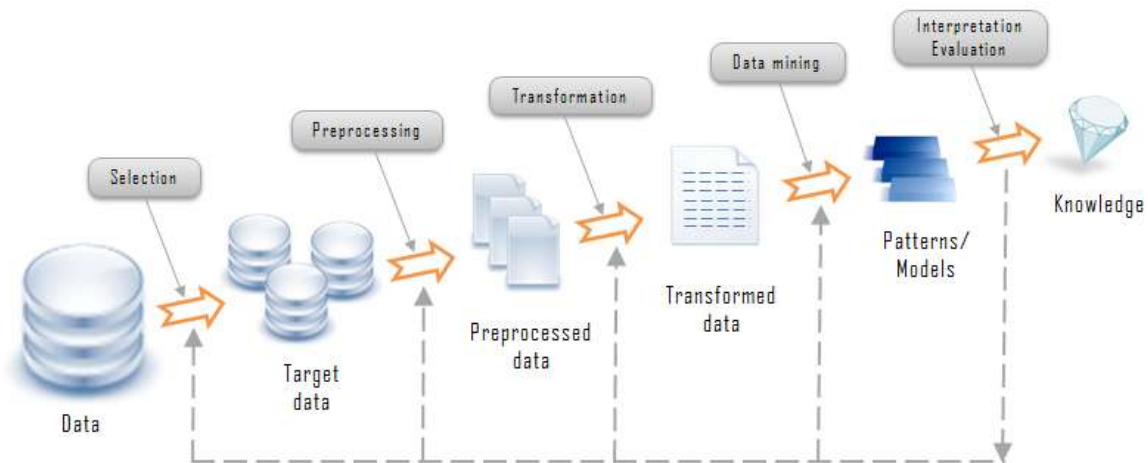 Interpretation
Evaluation
Data mining
Transformation
Preprocessing
Selection
Knowledge
Patterns/
Models
Transformed
data
Preprocessed
data
Target
data
Data